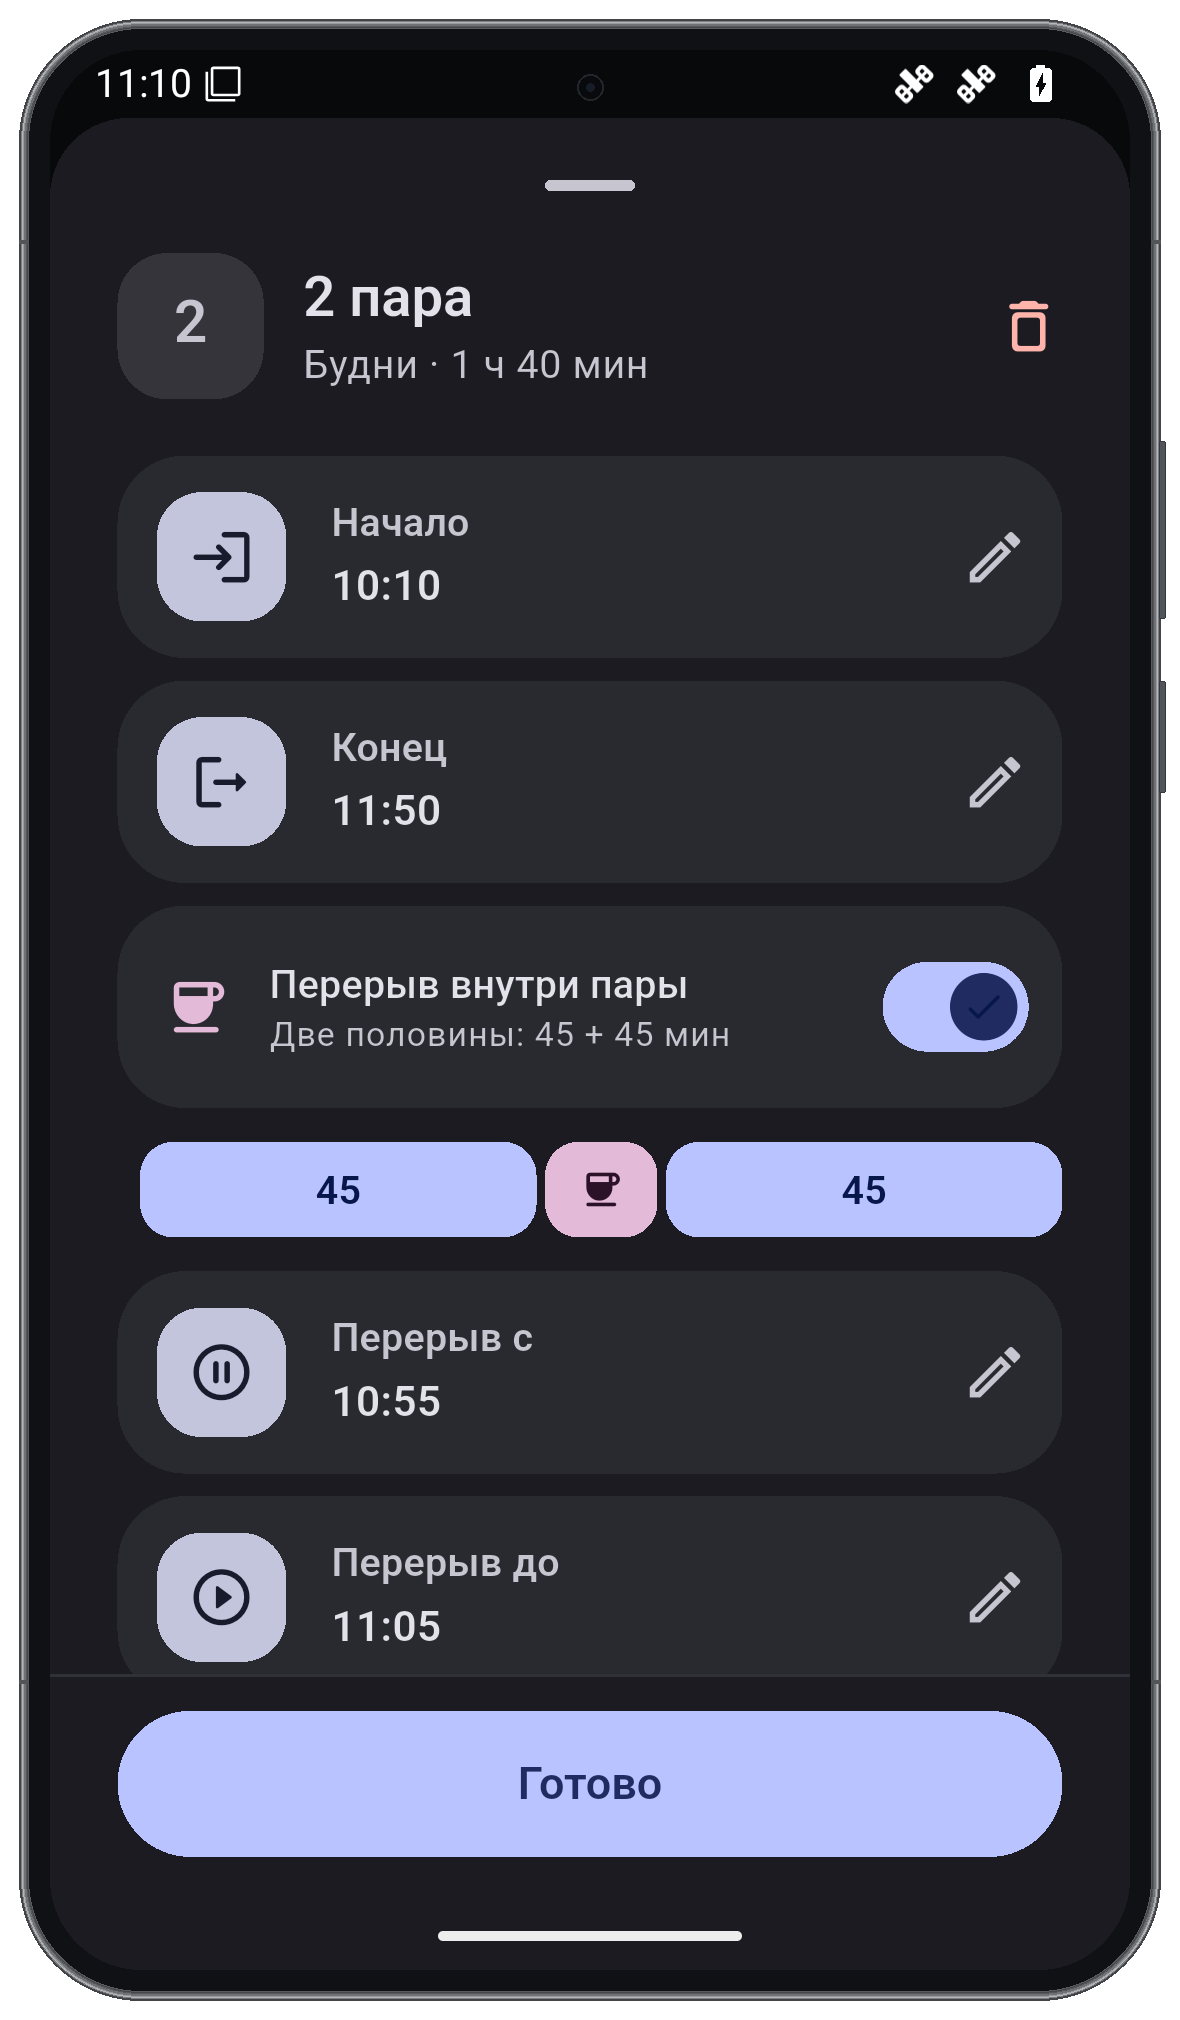 11:10
2
2 пара
Будни · 1 ч 40 мин
Начало
10:10
Конец
11:50
Перерыв внутри пары
Две половины: 45 + 45 мин
45
45
Перерыв с
10:55
Перерыв до
11:05
Готово